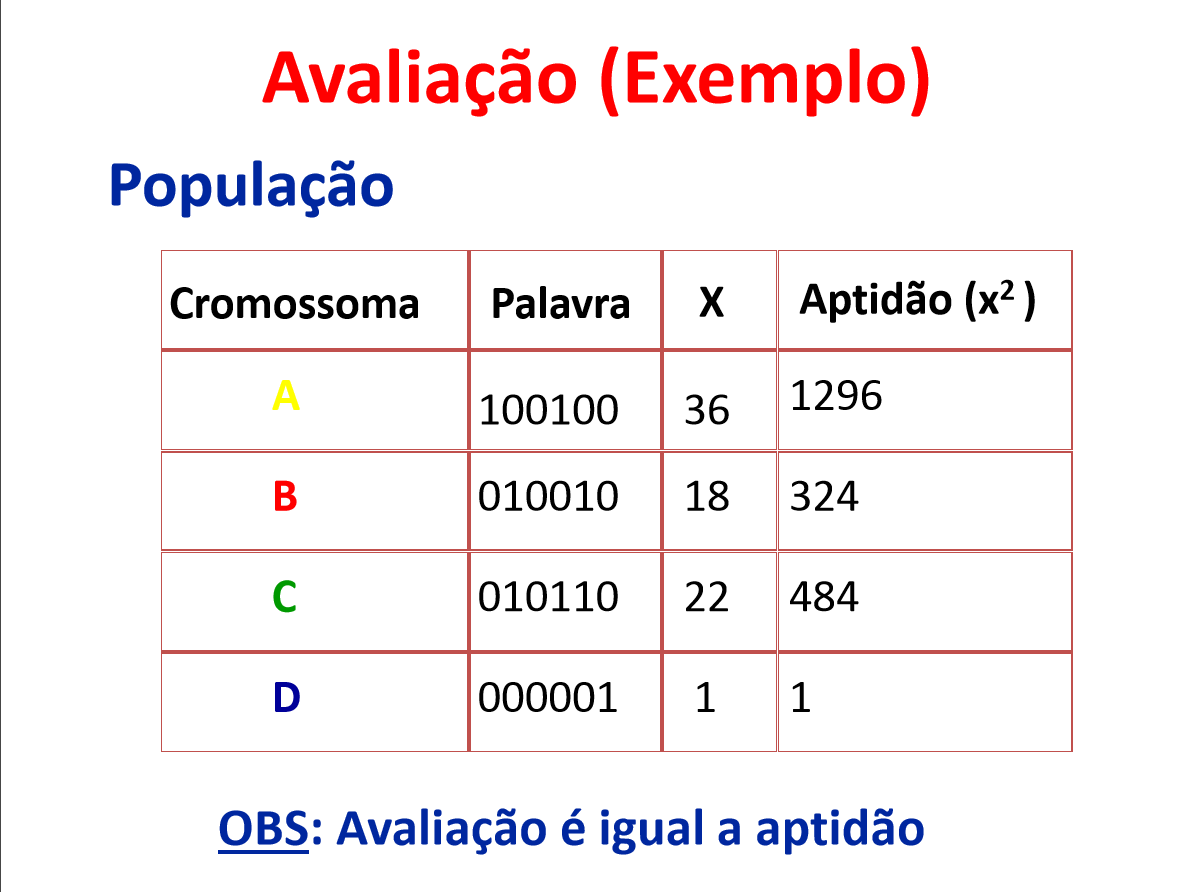 Avaliação (Exemplo)
População
Cromossoma Palavra X Aptidão (x² )
A 100100 36 1296
B 010010 18 324
C 010110 22 484
D 000001 1 1
OBS: Avaliação é igual a aptidão